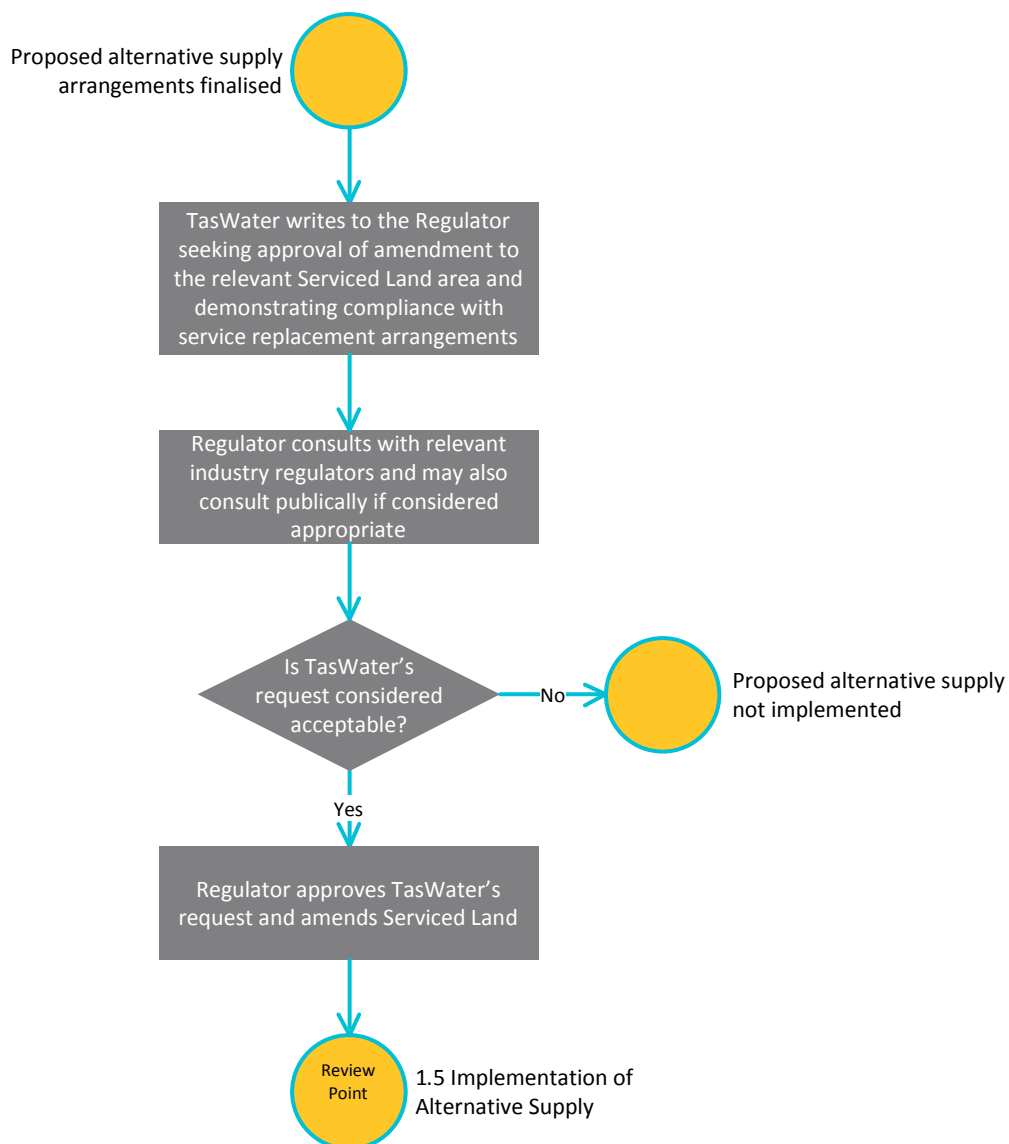 Proposed alternative supply
arrangements finalised
TasWater writes to the Regulator
seeking approval of amendment to
the relevant Serviced Land area and
demonstrating compliance with
service replacement arrangements
Regulator consults with relevant
industry regulators and may also
consult publically if considered
appropriate
Is TasWater’s
request considered
acceptable?
No
Proposed alternative supply
not implemented
Yes
Regulator approves TasWater’s
request and amends Serviced Land
Review
Point
1.5 Implementation of
Alternative Supply